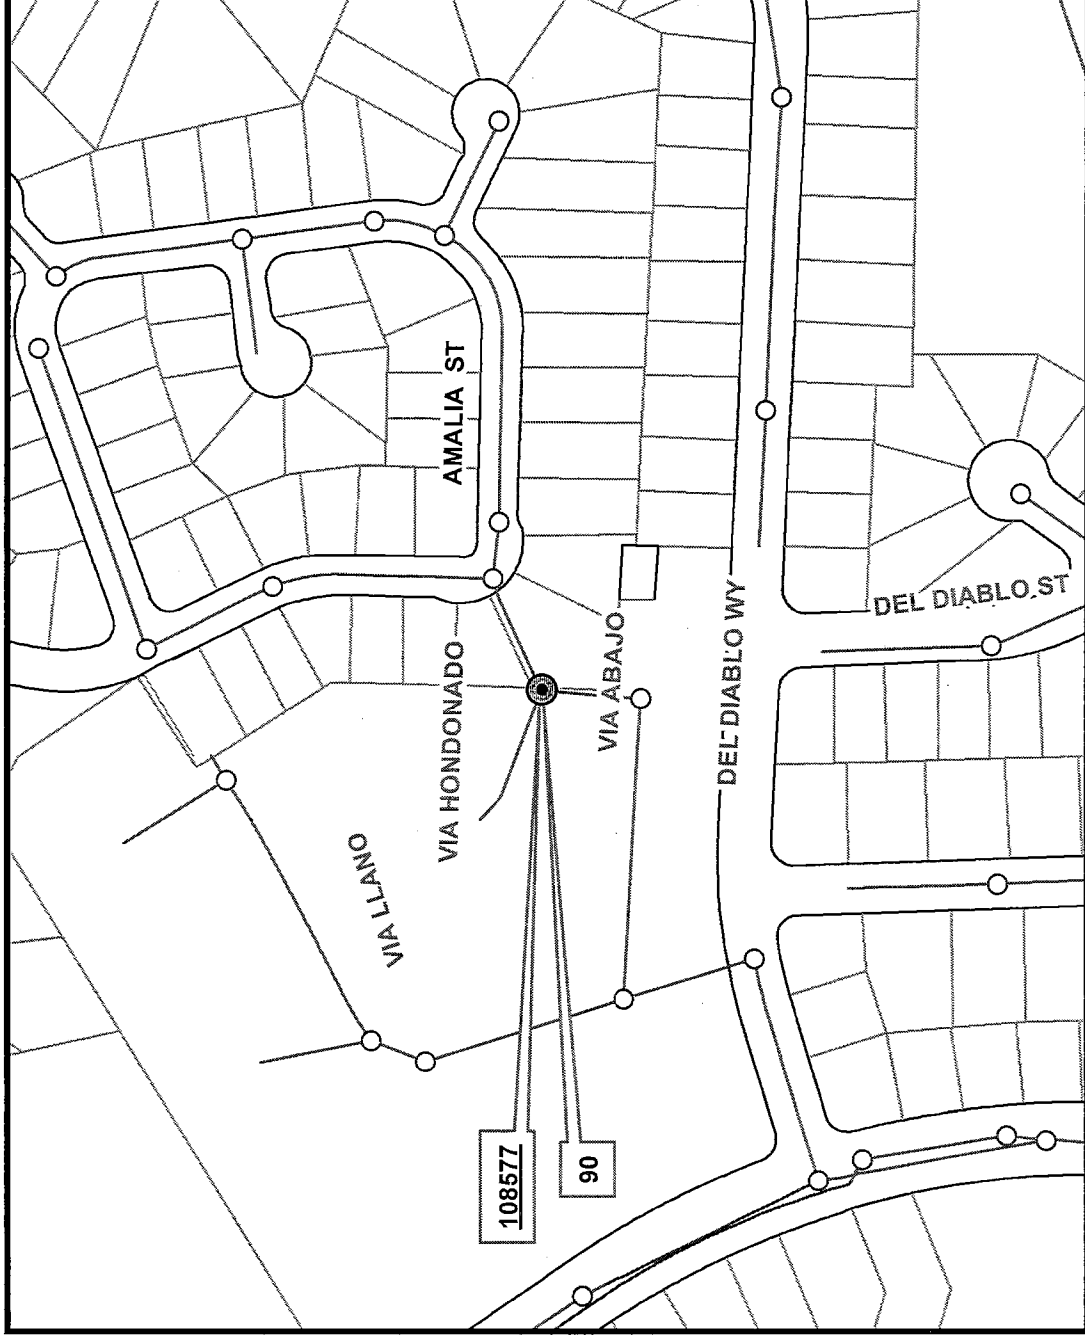 AMALIA ST
VIA HONDONADO
VIA ABAJO
VIA LLANO
DEL DIABLO WY
DEL DIABLO ST
108577
90